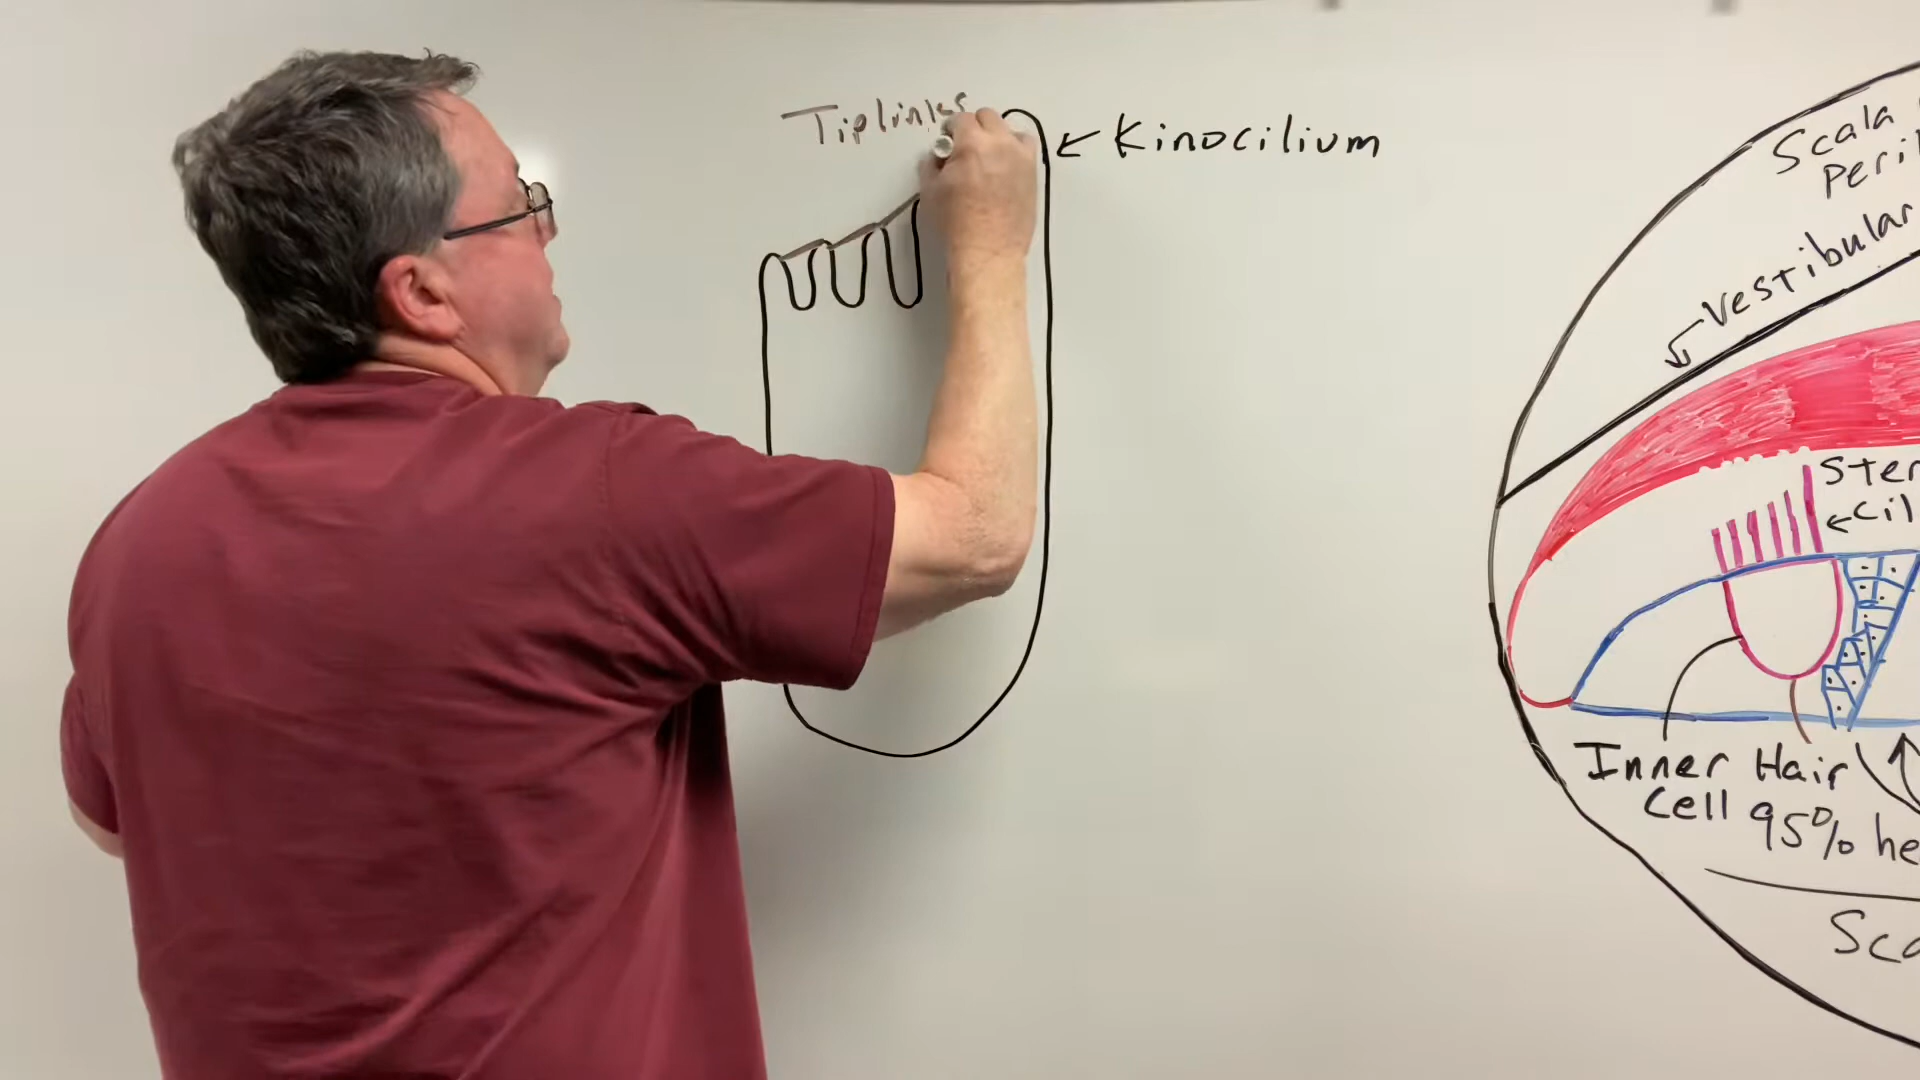 Tiplinks
Kinocilium
Scala
Peri
Vestibular
Ster
Cil
Inner Hair
Cell 95% he
Sca